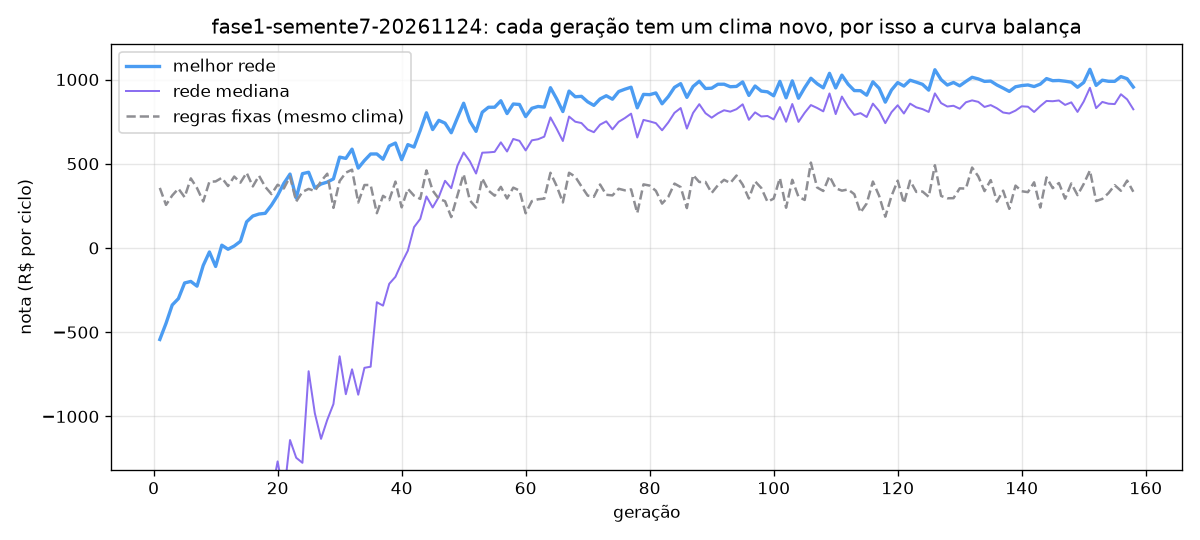 fase1-semente7-20261124: cada geração tem um clima novo, por isso a curva balança
melhor rede
rede mediana
regras fixas (mesmo clima)
nota (R$ por ciclo)
1000
500
0
−500
−1000
0 20 40 60 80 100 120 140 160
geração